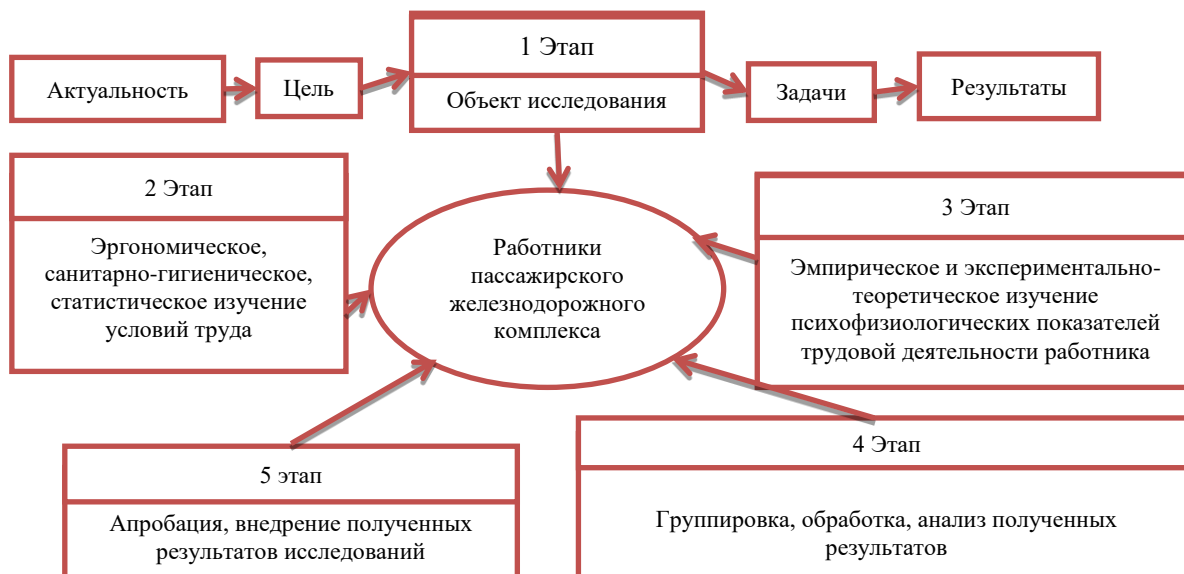 1 Этап
Актуальность
Цель
Объект исследования
Задачи
Результаты
2 Этап
Эргономическое,
санитарно-гигиеническое,
статистическое изучение
условий труда
Работники
пассажирского
железнодорожного
комплекса
3 Этап
Эмпирическое и экспериментально-
теоретическое изучение
психофизиологических показателей
трудовой деятельности работника
5 этап
Апробация, внедрение полученных
результатов исследований
4 Этап
Группировка, обработка, анализ полученных
результатов